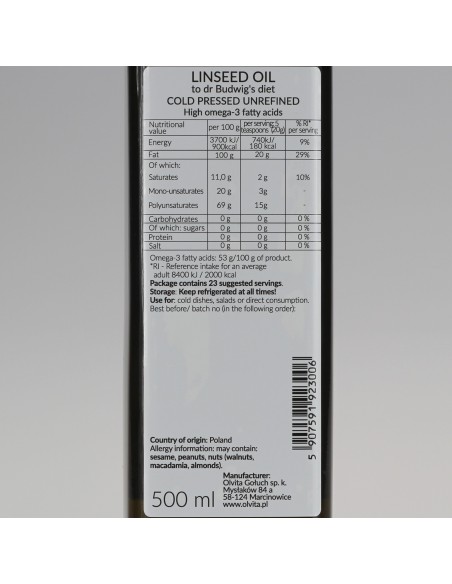 LINSEED OIL
to dr Budwig's diet
COLD PRESSED UNREFINED
High omega-3 fatty acids
Nutritional value per 100 g per serving 5 teaspoons (20g) % RI* per serving
Energy 3700 kJ/ 900kcal 740kJ/ 180 kcal 9%
Fat 100 g 20 g 29%
Of which:
Saturates 11,0 g 2 g 10%
Mono-unsaturates 20 g 3g -
Polyunsaturates 69 g 15g -
Carbohydrates 0 g 0 g 0 %
Of which: sugars 0 g 0 g 0 %
Protein 0 g 0 g 0 %
Salt 0 g 0 g 0 %
Omega-3 fatty acids: 53 g/100 g of product.
*RI - Reference intake for an average
adult 8400 kJ / 2000 kcal
Package contains 23 suggested servings.
Storage: Keep refrigerated at all times!
Use for: cold dishes, salads or direct consumption.
Best before/ batch no (in the following order):
5 907591 923006
Country of origin: Poland
Allergy information: may contain:
sesame, peanuts, nuts (walnuts,
macadamia, almonds).
Manufacturer:
Olvita Gołuch sp. k.
Mysłaków 84 a
58-124 Marcinowice
www.olvita.pl
500 ml